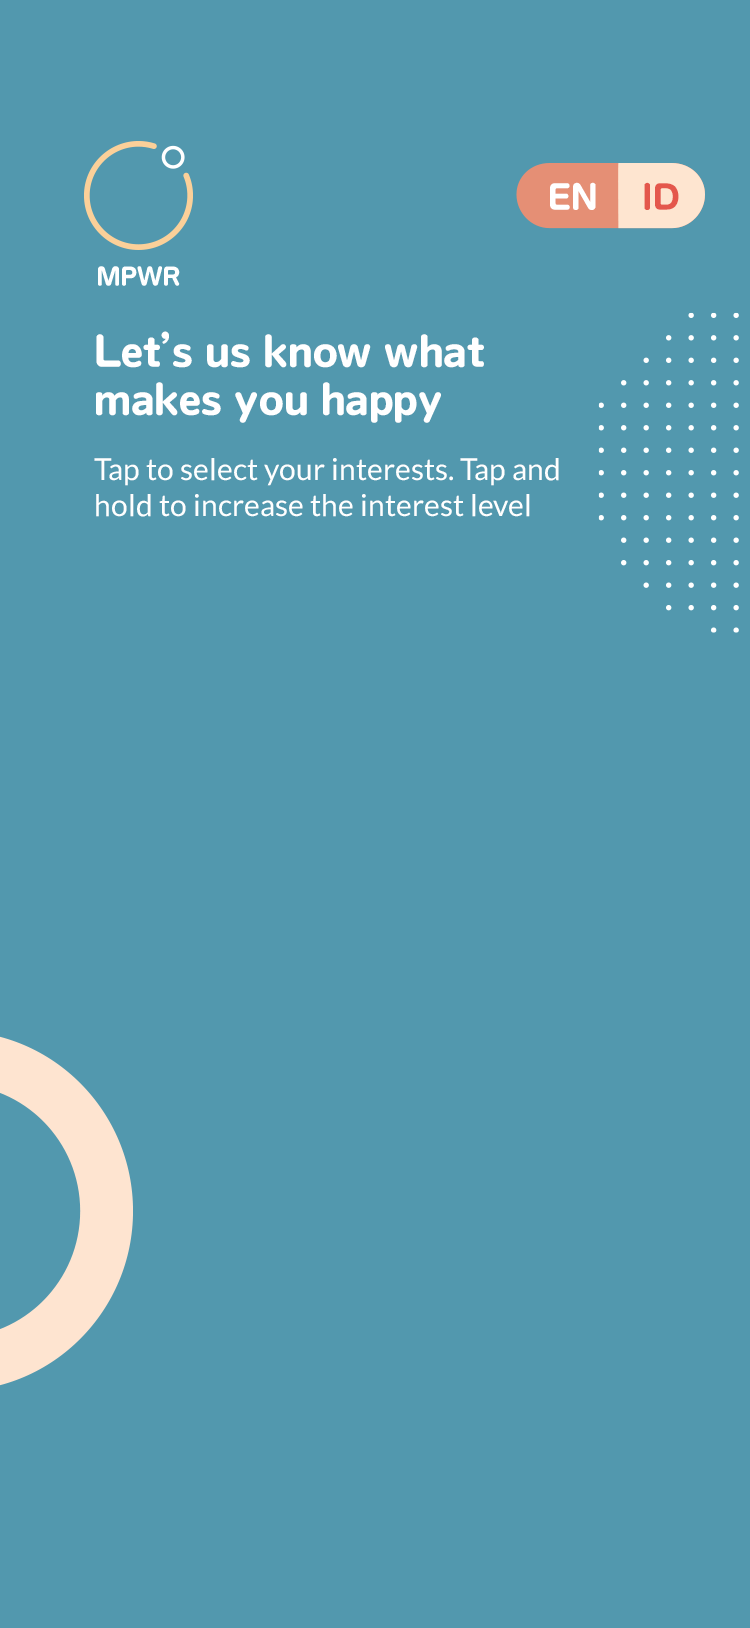 MPWR
EN ID
Let's us know what
makes you happy
Tap to select your interests. Tap and
hold to increase the interest level